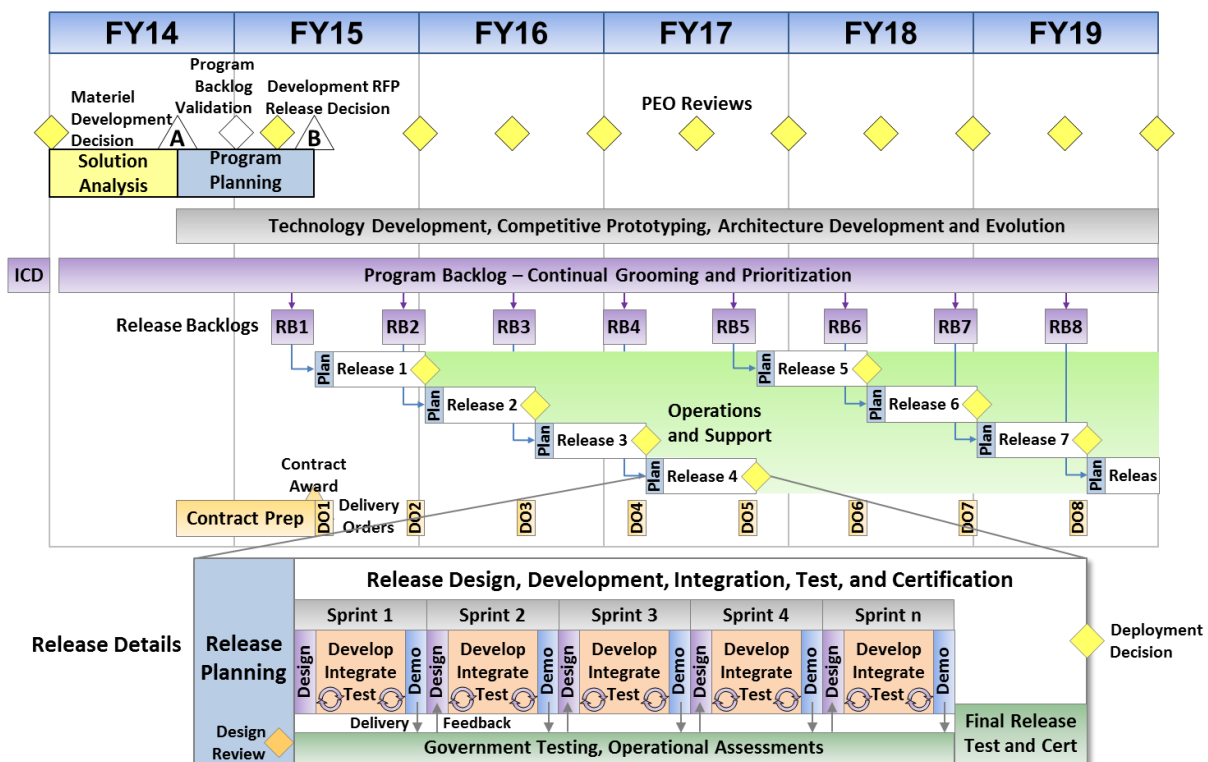 FY14
FY15
FY16
FY17
FY18
FY19
Materiel
Development
Decision
A
Program
Backlog
Validation
Development RFP
Release Decision
B
PEO Reviews
Solution
Analysis
Program
Planning
Technology Development, Competitive Prototyping, Architecture Development and Evolution
ICD
Program Backlog – Continual Grooming and Prioritization
Release Backlogs
RB1
RB2
RB3
RB4
RB5
RB6
RB7
RB8
Plan
Release 1
Plan
Release 5
Plan
Release 2
Plan
Release 6
Operations
and Support
Plan
Release 3
Plan
Release 7
Plan
Release 4
Plan
Releas
Contract
Award
Contract Prep
DO1
Delivery
Orders
DO2
DO3
DO4
DO5
DO6
DO7
DO8
Release Details
Release
Planning
Design
Review
Release Design, Development, Integration, Test, and Certification
Sprint 1
Sprint 2
Sprint 3
Sprint 4
Sprint n
Design
Develop
Integrate
Test
Demo
Design
Develop
Integrate
Test
Demo
Design
Develop
Integrate
Test
Demo
Design
Develop
Integrate
Test
Demo
Design
Develop
Integrate
Test
Demo
Delivery
Feedback
Government Testing, Operational Assessments
Final Release
Test and Cert
Deployment
Decision